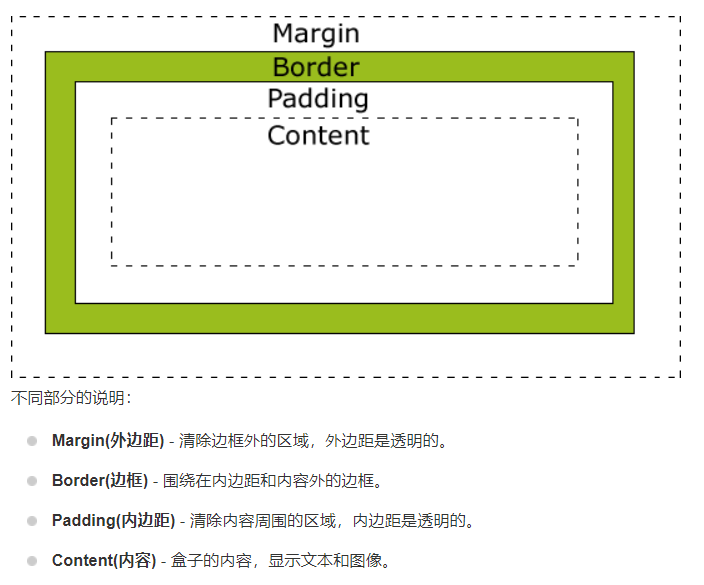 Margin
Border
Padding
Content
不同部分的说明：
Margin(外边距) - 清除边框外的区域，外边距是透明的。
Border(边框) - 围绕在内边距和内容外的边框。
Padding(内边距) - 清除内容周围的区域，内边距是透明的。
Content(内容) - 盒子的内容，显示文本和图像。